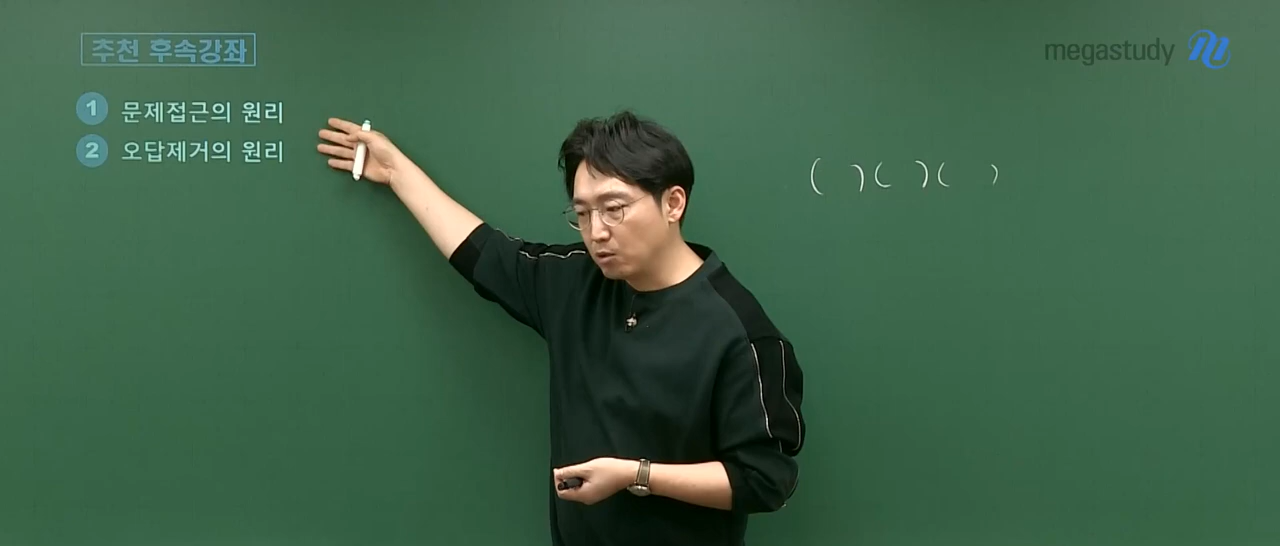 추천 후속강좌
megastudy
1 문제접근의 원리
2 오답제거의 원리
( ) ( ) ( )